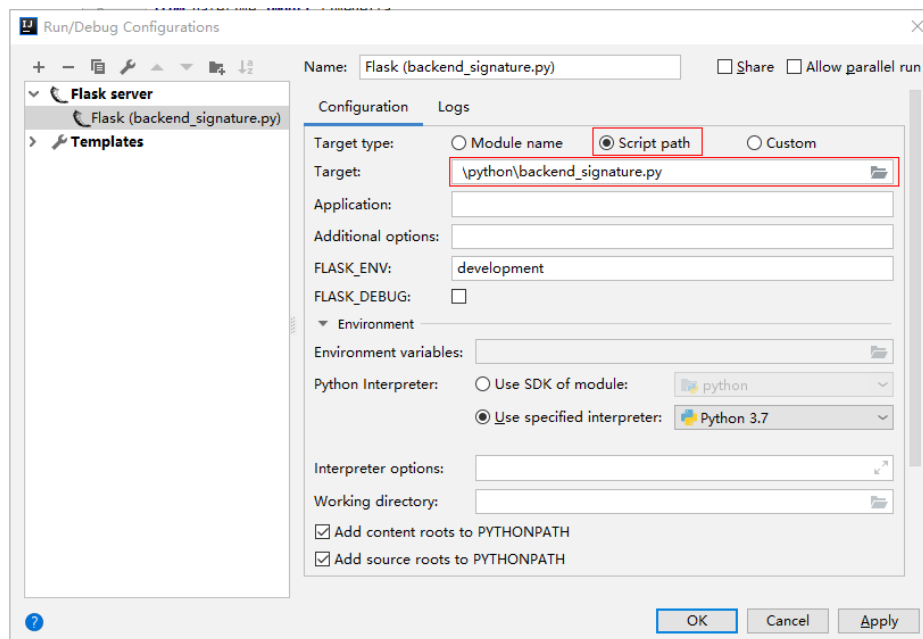 Run/Debug Configurations
Name: Flask (backend_signature.py) Share Allow parallel run
Flask server
Flask (backend_signature.py)
Templates
Configuration Logs
Target type: Module name Script path Custom
Target: \python\backend_signature.py
Application:
Additional options:
FLASK_ENV: development
FLASK_DEBUG:
Environment
Environment variables:
Python Interpreter: Use SDK of module: python
Use specified interpreter: Python 3.7
Interpreter options:
Working directory:
Add content roots to PYTHONPATH
Add source roots to PYTHONPATH
? OK Cancel Apply